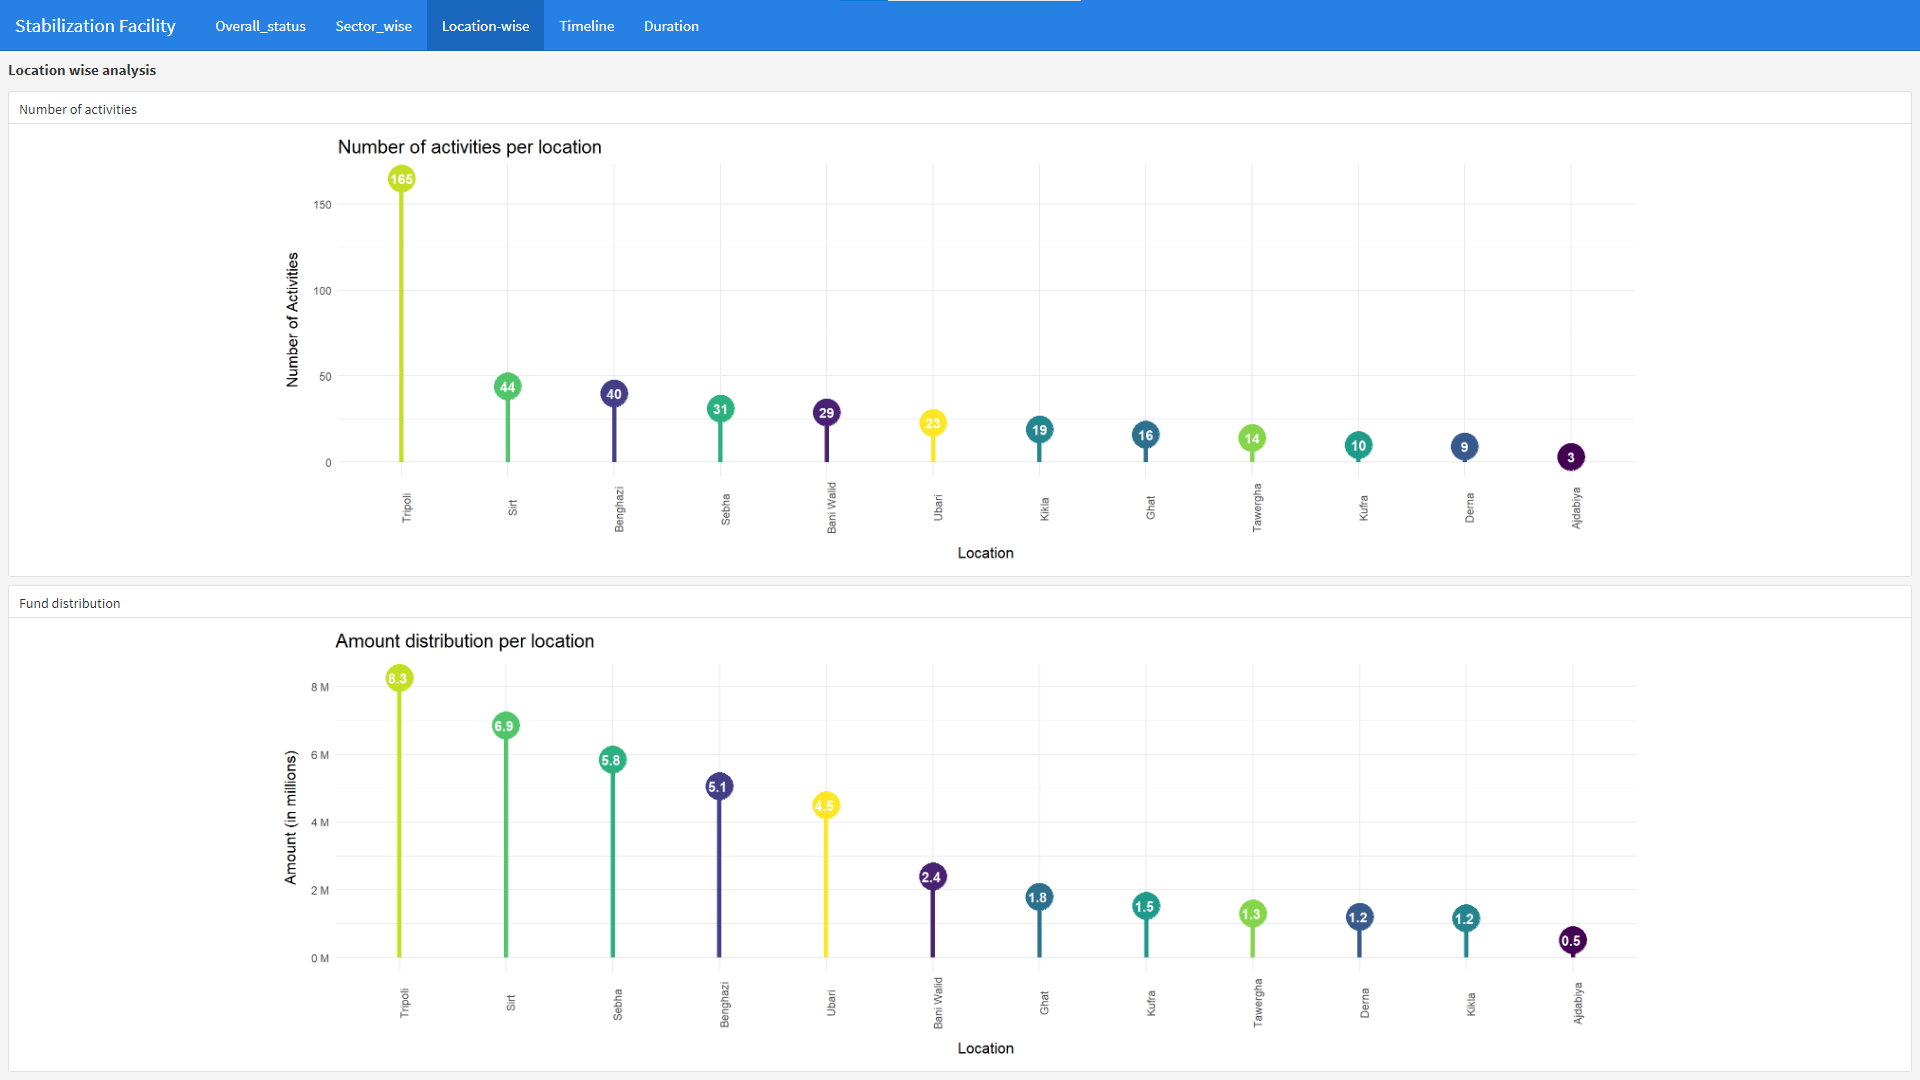 Stabilization Facility Overall_status Sector_wise Location-wise Timeline Duration
Location wise analysis
Number of activities
Number of activities per location
Number of Activities
150
100
50
0
165
44
40
31
29
23
19
16
14
10
9
3
Tripoli
Sirt
Benghazi
Sebha
Bani Walid
Ubari
Kikla
Ghat
Tawergha
Kufra
Derna
Ajdabiya
Location
Fund distribution
Amount distribution per location
Amount (in millions)
8 M
6 M
4 M
2 M
0 M
8.3
6.9
5.8
5.1
4.5
2.4
1.8
1.5
1.3
1.2
1.2
0.5
Tripoli
Sirt
Sebha
Benghazi
Ubari
Bani Walid
Ghat
Kufra
Tawergha
Derna
Kikla
Ajdabiya
Location